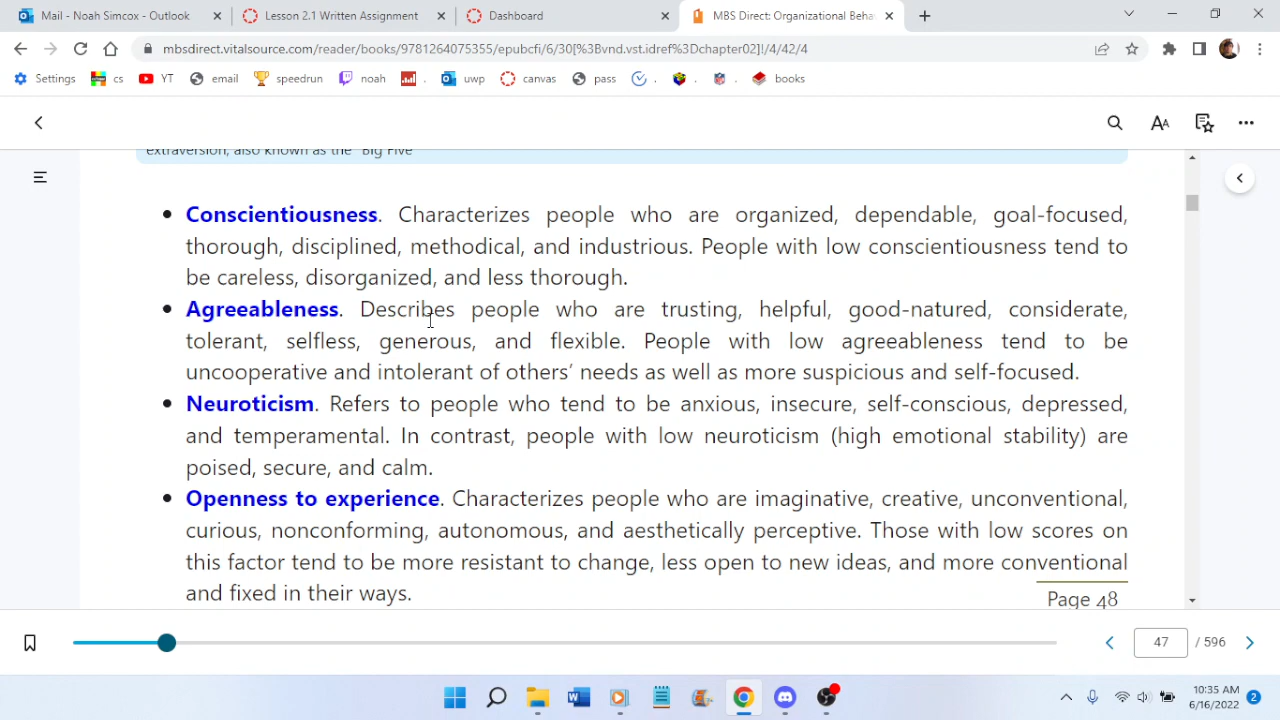 Mail - Noah Simcox - Outlook
Lesson 2.1 Written Assignment
Dashboard
MBS Direct: Organizational Beha
mbsdirect.vitalsource.com/reader/books/9781264075355/epubcfi/6/30[%3Bvnd.vst.idref%3Dchapter02]!/4/42/4
Settings cs YT email speedrun noah . uwp canvas pass . . . books
AA
extraversion, also known as the "Big Five"
• Conscientiousness. Characterizes people who are organized, dependable, goal-focused,
thorough, disciplined, methodical, and industrious. People with low conscientiousness tend to
be careless, disorganized, and less thorough.
• Agreeableness. Describes people who are trusting, helpful, good-natured, considerate,
tolerant, selfless, generous, and flexible. People with low agreeableness tend to be
uncooperative and intolerant of others’ needs as well as more suspicious and self-focused.
• Neuroticism. Refers to people who tend to be anxious, insecure, self-conscious, depressed,
and temperamental. In contrast, people with low neuroticism (high emotional stability) are
poised, secure, and calm.
• Openness to experience. Characterizes people who are imaginative, creative, unconventional,
curious, nonconforming, autonomous, and aesthetically perceptive. Those with low scores on
this factor tend to be more resistant to change, less open to new ideas, and more conventional
and fixed in their ways.
Page 48
47 / 596
10:35 AM
6/16/2022
2